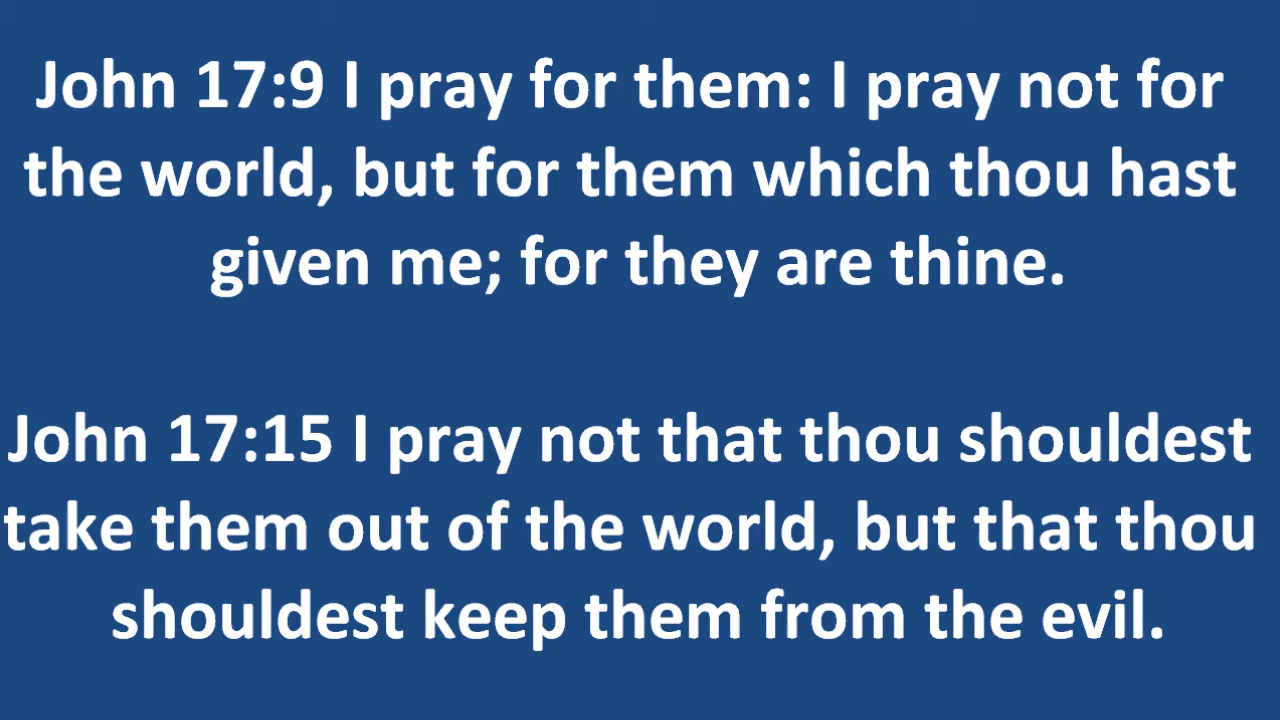 John 17:9 I pray for them: I pray not for
the world, but for them which thou hast
given me; for they are thine.
John 17:15 I pray not that thou shouldest
take them out of the world, but that thou
shouldest keep them from the evil.